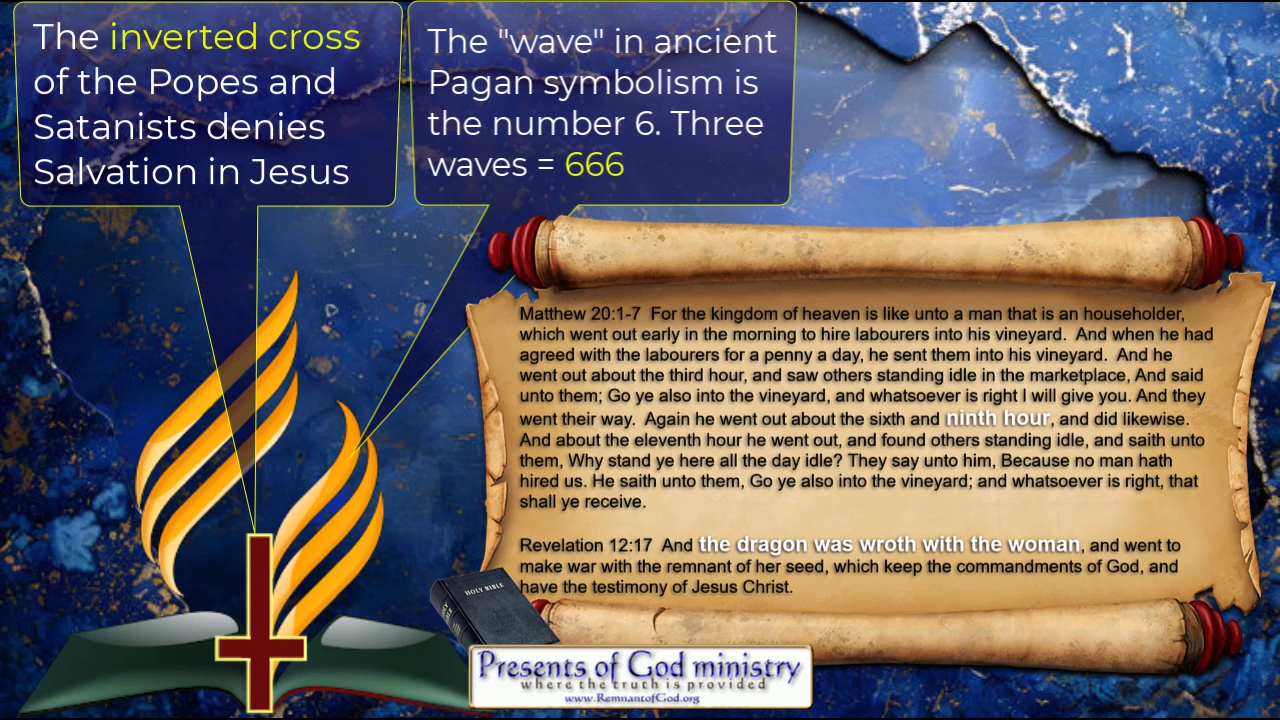 The inverted cross
of the Popes and
Satanists denies
Salvation in Jesus
The "wave" in ancient
Pagan symbolism is
the number 6. Three
waves = 666
Matthew 20:1-7  For the kingdom of heaven is like unto a man that is an householder,
which went out early in the morning to hire labourers into his vineyard.  And when he had
agreed with the labourers for a penny a day, he sent them into his vineyard.  And he
went out about the third hour, and saw others standing idle in the marketplace, And said
unto them; Go ye also into the vineyard, and whatsoever is right I will give you. And they
went their way.  Again he went out about the sixth and ninth hour, and did likewise.
And about the eleventh hour he went out, and found others standing idle, and saith unto
them, Why stand ye here all the day idle? They say unto him, Because no man hath
hired us. He saith unto them, Go ye also into the vineyard; and whatsoever is right, that
shall ye receive.
Revelation 12:17  And the dragon was wroth with the woman, and went to
make war with the remnant of her seed, which keep the commandments of God, and
have the testimony of Jesus Christ.
HOLY BIBLE
Presents of God ministry
where the truth is provided
www.RemnantofGod.org